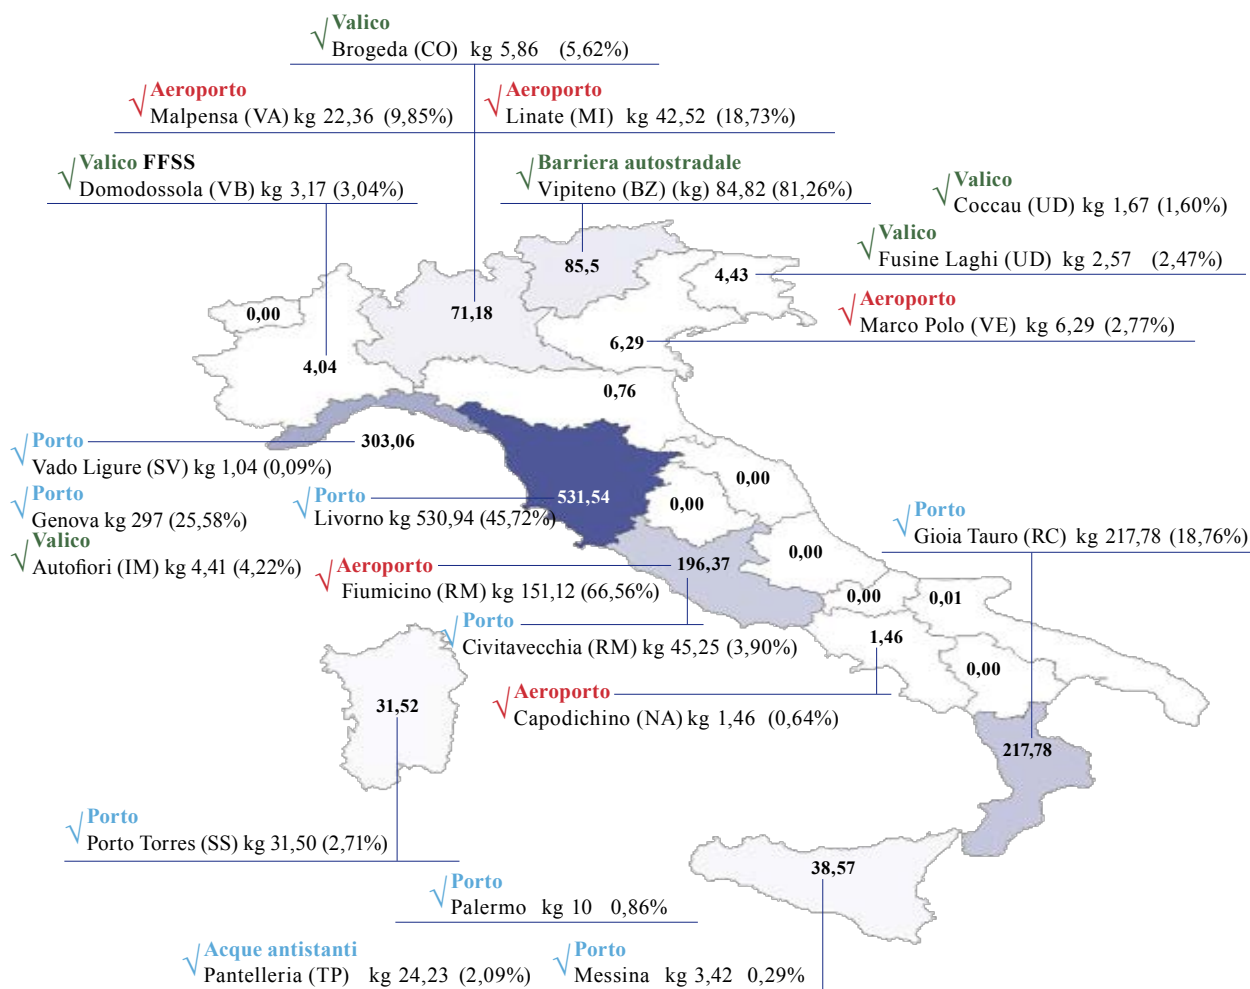 √ Valico
Brogeda (CO) kg 5,86 (5,62%)
√ Aeroporto
Malpensa (VA) kg 22,36 (9,85%)
√ Aeroporto
Linate (MI) kg 42,52 (18,73%)
√ Valico FFSS
Domodossola (VB) kg 3,17 (3,04%)
√ Barriera autostradale
Vipiteno (BZ) (kg) 84,82 (81,26%)
√ Valico
Coccau (UD) kg 1,67 (1,60%)
√ Valico
Fusine Laghi (UD) kg 2,57 (2,47%)
√ Aeroporto
Marco Polo (VE) kg 6,29 (2,77%)
85,5
4,43
0,00
71,18
6,29
4,04
0,76
303,06
√ Porto
Vado Ligure (SV) kg 1,04 (0,09%)
√ Porto
Genova kg 297 (25,58%)
√ Valico
Autofiori (IM) kg 4,41 (4,22%)
√ Porto
Livorno kg 530,94 (45,72%)
531,54
0,00
0,00
√ Porto
Gioia Tauro (RC) kg 217,78 (18,76%)
√ Aeroporto
Fiumicino (RM) kg 151,12 (66,56%)
196,37
0,00
0,00
0,01
√ Porto
Civitavecchia (RM) kg 45,25 (3,90%)
1,46
0,00
√ Aeroporto
Capodichino (NA) kg 1,46 (0,64%)
31,52
217,78
√ Porto
Porto Torres (SS) kg 31,50 (2,71%)
38,57
√ Porto
Palermo kg 10 0,86%
√ Acque antistanti
Pantelleria (TP) kg 24,23 (2,09%)
√ Porto
Messina kg 3,42 0,29%